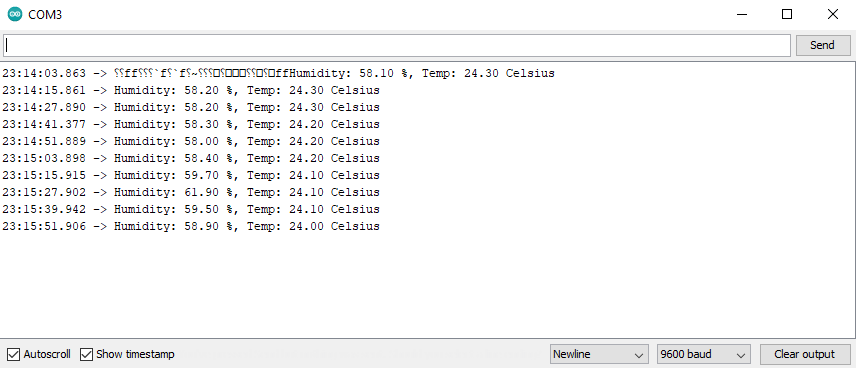 COM3
Send
23:14:03.863 -> ⸮⸮ff⸮⸮⸮`f⸮`f⸮~⸮⸮⸮□⸮□□□⸮⸮□⸮□ffHumidity: 58.10 %, Temp: 24.30 Celsius
23:14:15.861 -> Humidity: 58.20 %, Temp: 24.30 Celsius
23:14:27.890 -> Humidity: 58.20 %, Temp: 24.30 Celsius
23:14:41.377 -> Humidity: 58.30 %, Temp: 24.20 Celsius
23:14:51.889 -> Humidity: 58.00 %, Temp: 24.20 Celsius
23:15:03.898 -> Humidity: 58.40 %, Temp: 24.20 Celsius
23:15:15.915 -> Humidity: 59.70 %, Temp: 24.10 Celsius
23:15:27.902 -> Humidity: 61.90 %, Temp: 24.10 Celsius
23:15:39.942 -> Humidity: 59.50 %, Temp: 24.10 Celsius
23:15:51.906 -> Humidity: 58.90 %, Temp: 24.00 Celsius
Autoscroll Show timestamp Newline 9600 baud Clear output